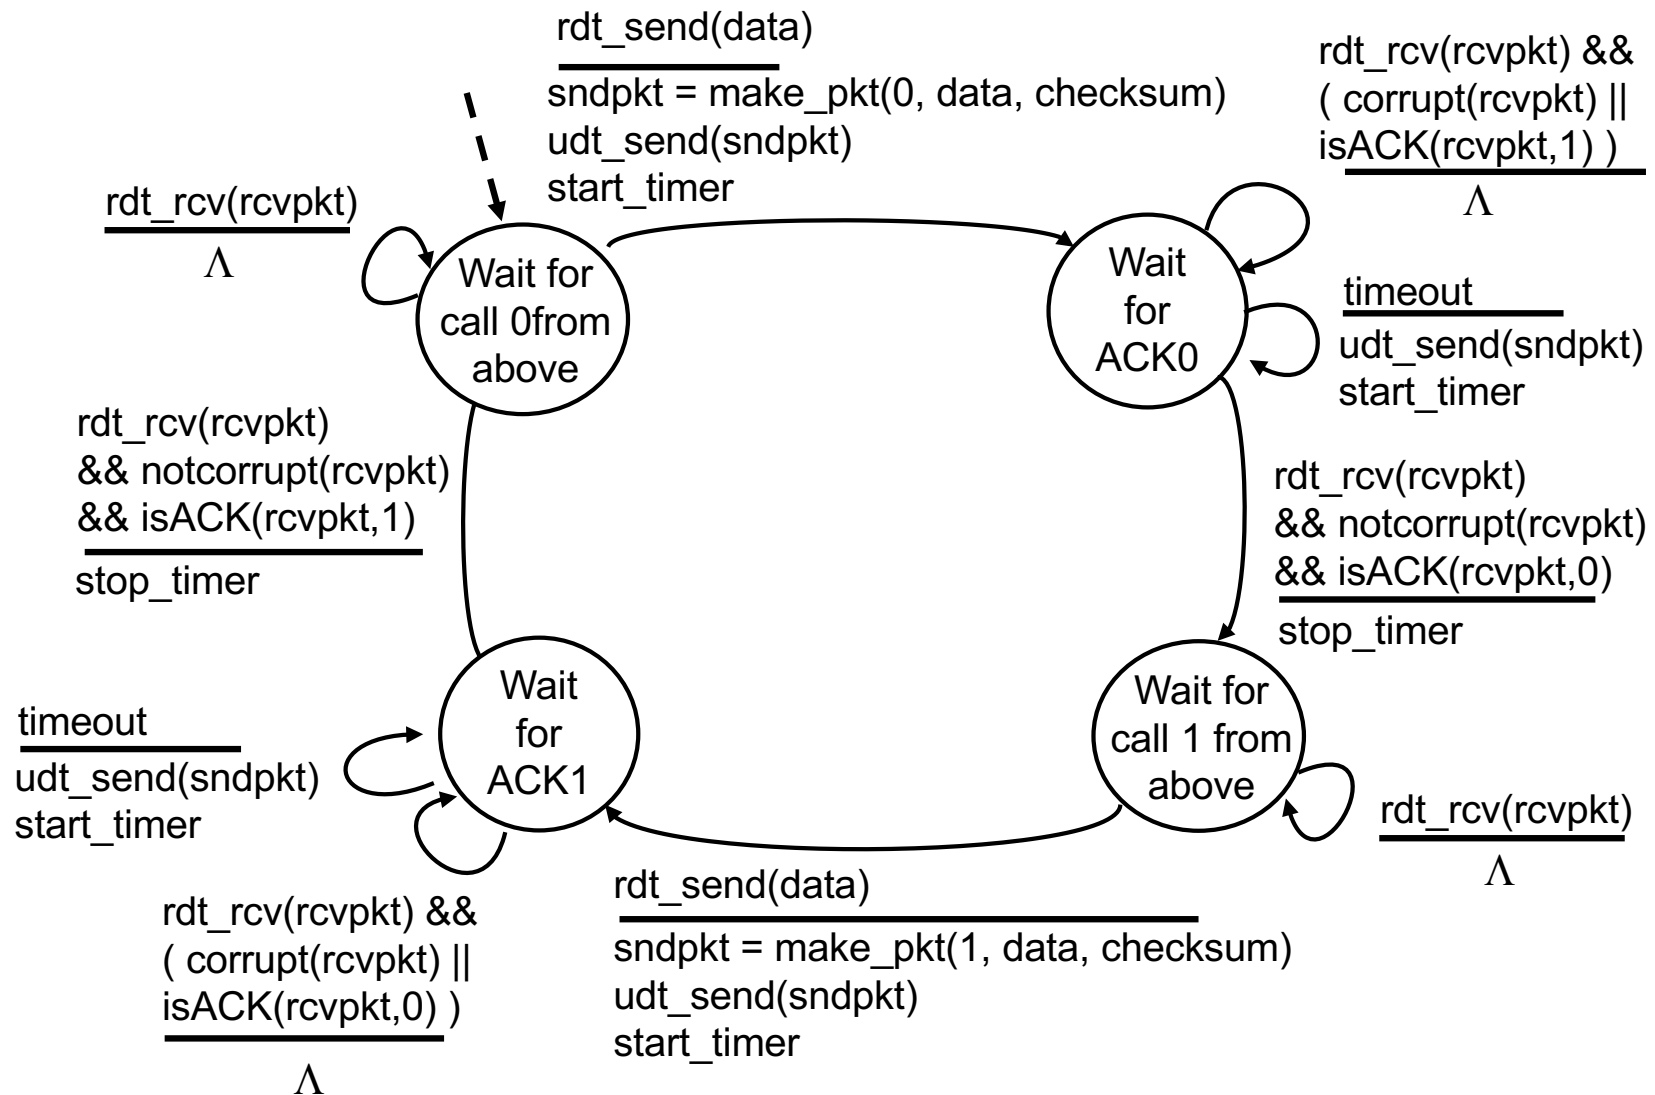 rdt_send(data)
sndpkt = make_pkt(0, data, checksum)
udt_send(sndpkt)
start_timer
rdt_rcv(rcvpkt) &&
( corrupt(rcvpkt) ||
isACK(rcvpkt,1) )
Λ
rdt_rcv(rcvpkt)
Λ
Wait for
call 0from
above
Wait
for
ACK0
timeout
udt_send(sndpkt)
start_timer
rdt_rcv(rcvpkt)
&& notcorrupt(rcvpkt)
&& isACK(rcvpkt,1)
stop_timer
rdt_rcv(rcvpkt)
&& notcorrupt(rcvpkt)
&& isACK(rcvpkt,0)
stop_timer
Wait
for
ACK1
Wait for
call 1 from
above
timeout
udt_send(sndpkt)
start_timer
rdt_rcv(rcvpkt)
Λ
rdt_rcv(rcvpkt) &&
( corrupt(rcvpkt) ||
isACK(rcvpkt,0) )
Λ
rdt_send(data)
sndpkt = make_pkt(1, data, checksum)
udt_send(sndpkt)
start_timer